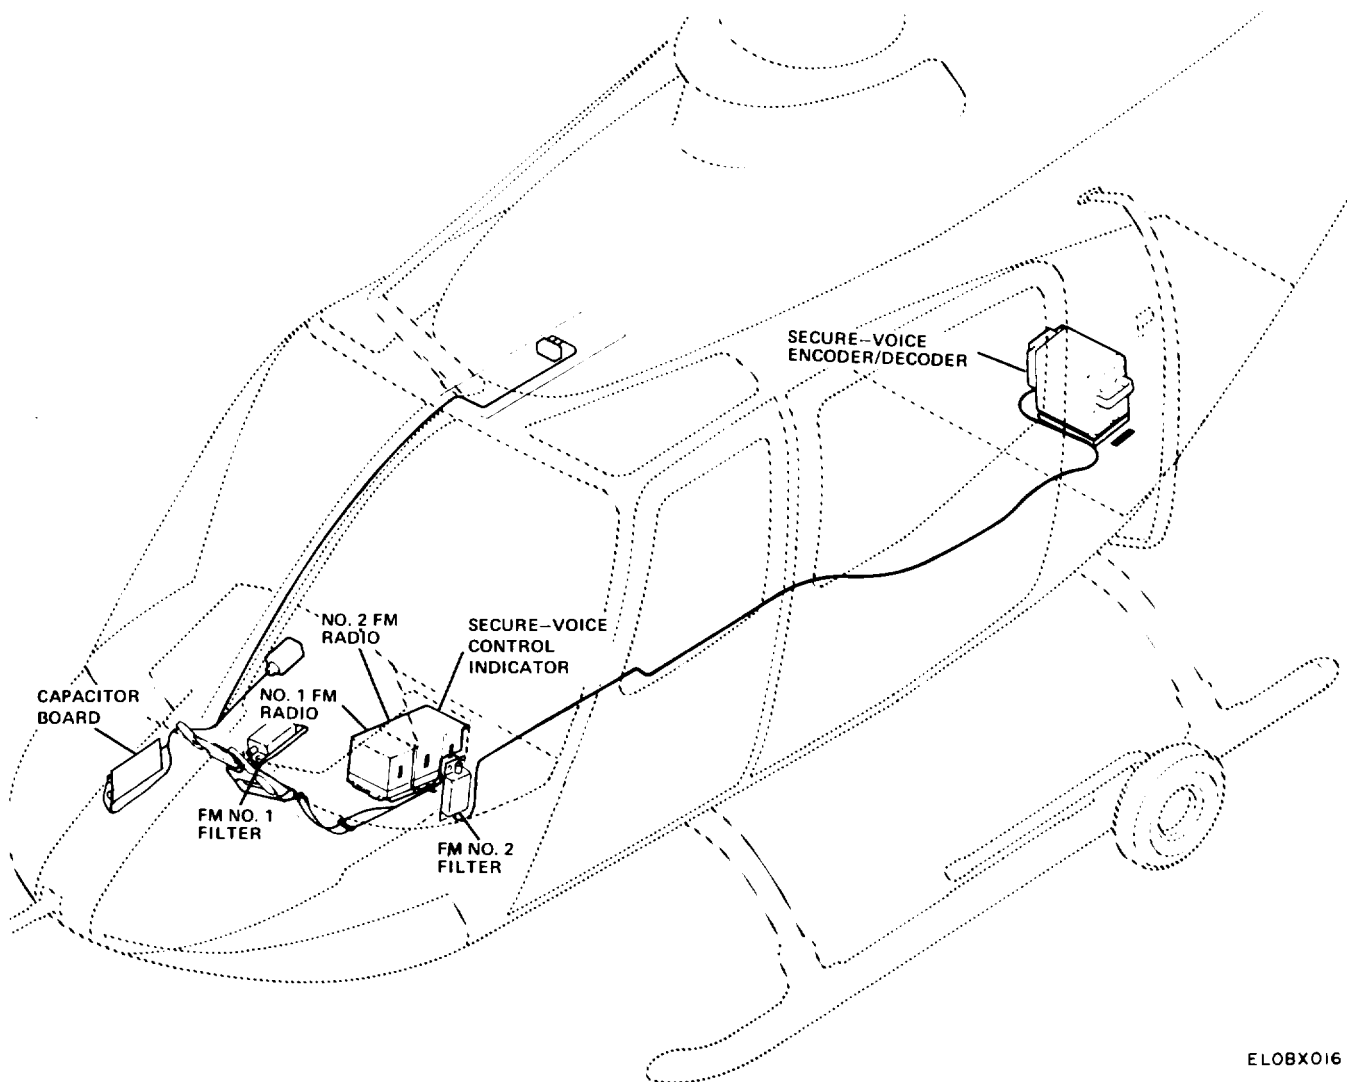 SECURE-VOICE
ENCODER/DECODER
NO. 2 FM
RADIO
SECURE-VOICE
CONTROL
INDICATOR
NO. 1 FM
RADIO
CAPACITOR
BOARD
FM NO. 1
FILTER
FM NO. 2
FILTER
EL0BX016